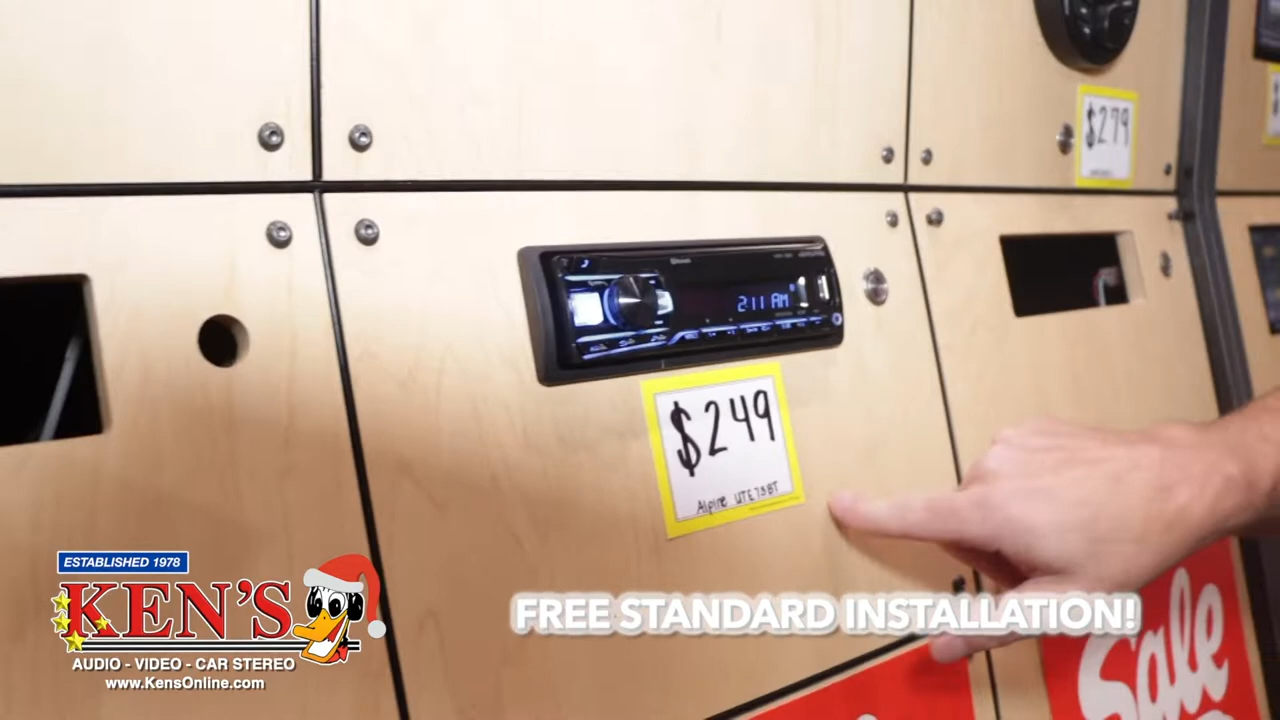 $279
2:11 AM
$249
Alpine UTE73BT
ESTABLISHED 1978
KEN'S
AUDIO - VIDEO - CAR STEREO
www.KensOnline.com
FREE STANDARD INSTALLATION!
Sale